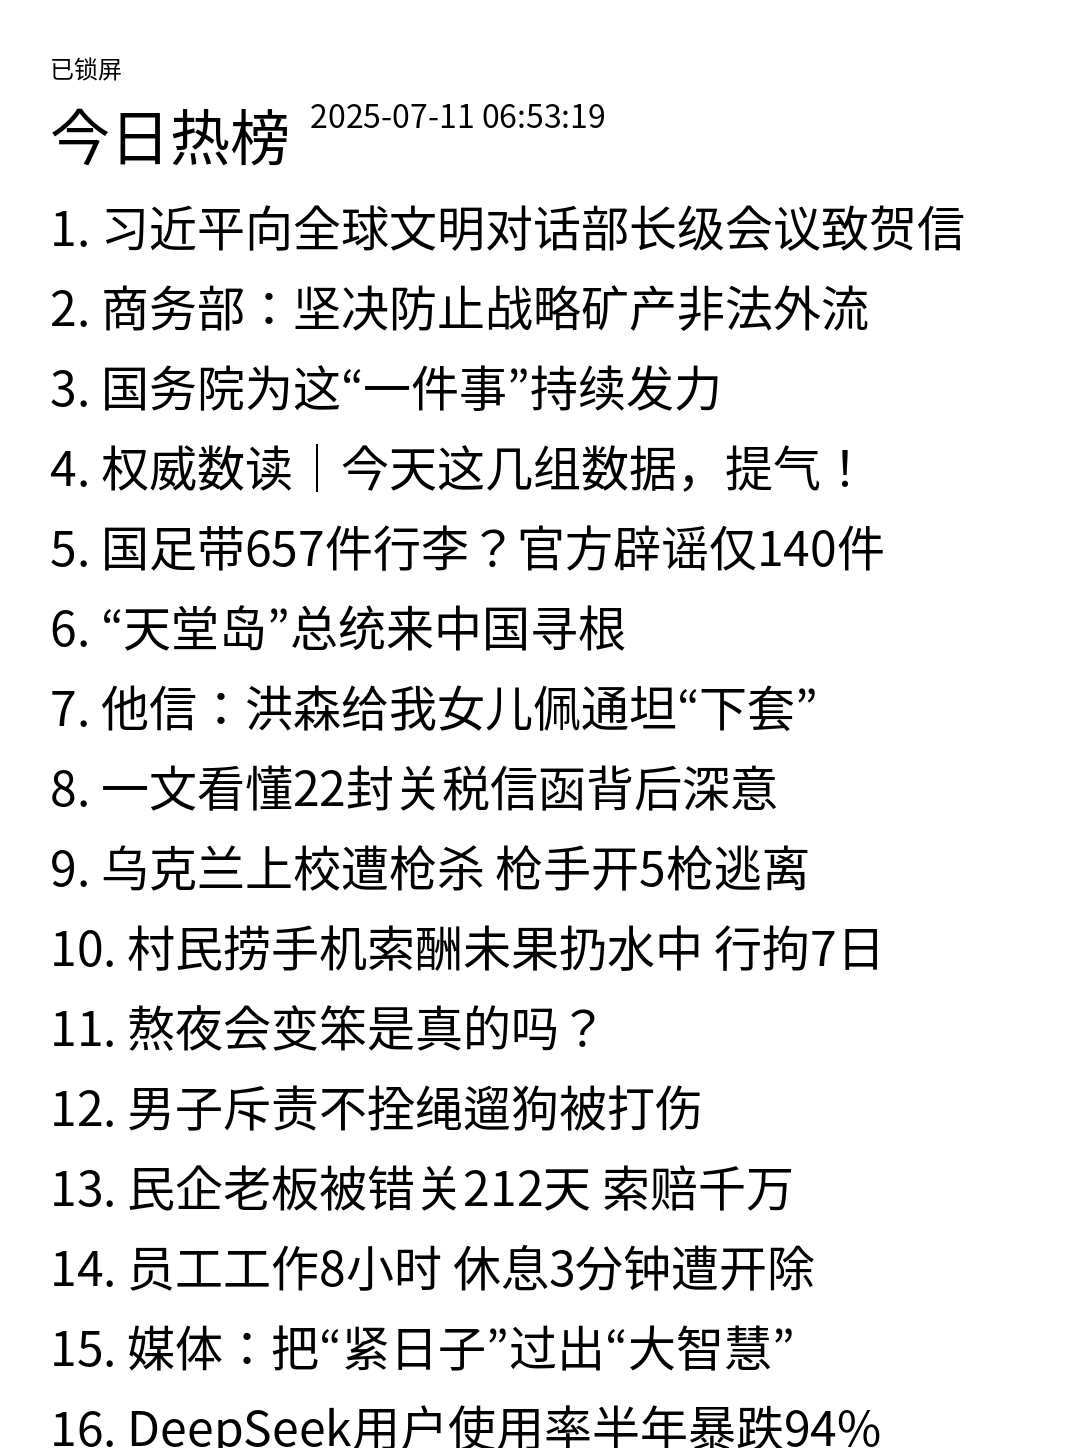 已锁屏
今日热榜 2025-07-11 06:53:19
1. 习近平向全球文明对话部长级会议致贺信
2. 商务部：坚决防止战略矿产非法外流
3. 国务院为这“一件事”持续发力
4. 权威数读｜今天这几组数据，提气！
5. 国足带657件行李？官方辟谣仅140件
6. “天堂岛”总统来中国寻根
7. 他信：洪森给我女儿佩通坦“下套”
8. 一文看懂22封关税信函背后深意
9. 乌克兰上校遭枪杀 枪手开5枪逃离
10. 村民捞手机索酬未果扔水中 行拘7日
11. 熬夜会变笨是真的吗？
12. 男子斥责不拴绳遛狗被打伤
13. 民企老板被错关212天 索赔千万
14. 员工工作8小时 休息3分钟遭开除
15. 媒体：把“紧日子”过出“大智慧”
16. DeepSeek用户使用率半年暴跌94%